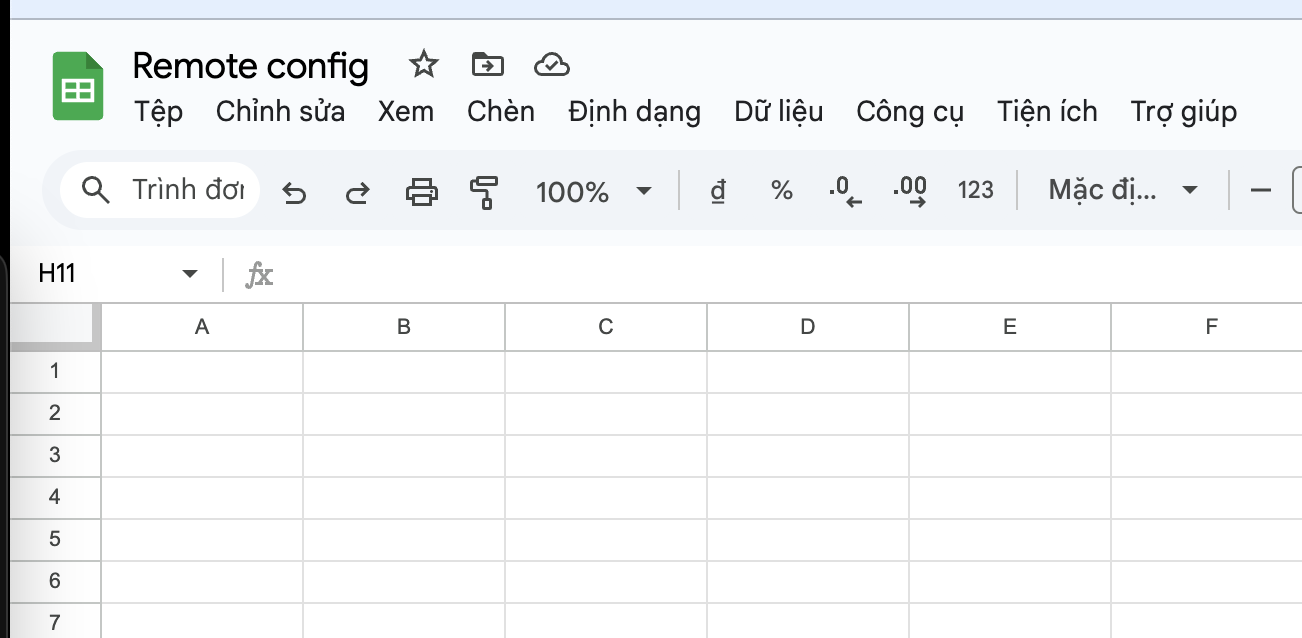 Remote config
Tệp Chỉnh sửa Xem Chèn Định dạng Dữ liệu Công cụ Tiện ích Trợ giúp
Trình đơn 100% đ % .0 .00 123 Mặc đị...
H11 fx
A B C D E F
1
2
3
4
5
6
7